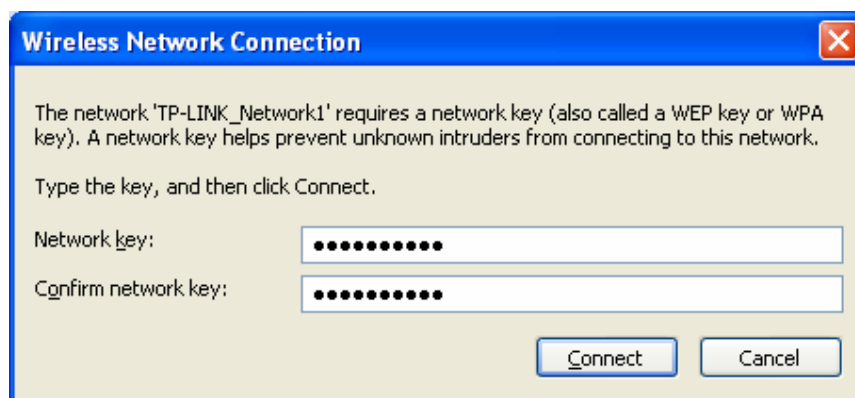 Wireless Network Connection
The network 'TP-LINK_Network1' requires a network key (also called a WEP key or WPA
key). A network key helps prevent unknown intruders from connecting to this network.
Type the key, and then click Connect.
Network key: ••••••••••
Confirm network key: ••••••••••
Connect Cancel